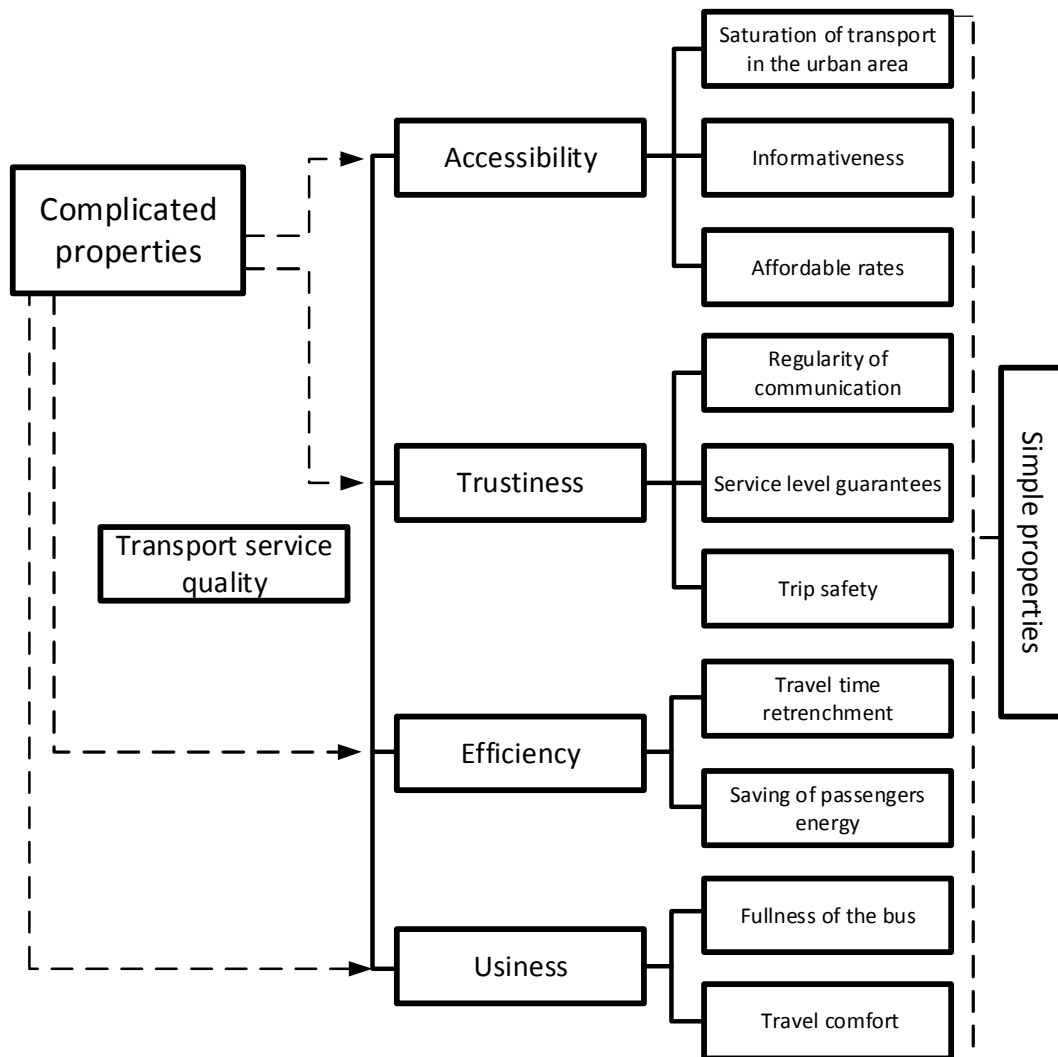 Complicated
properties
Transport service
quality
Accessibility
Trustiness
Efficiency
Usiness
Saturation of transport
in the urban area
Informativeness
Affordable rates
Regularity of
communication
Service level guarantees
Trip safety
Travel time
retrenchment
Saving of passengers
energy
Fullness of the bus
Travel comfort
Simple properties